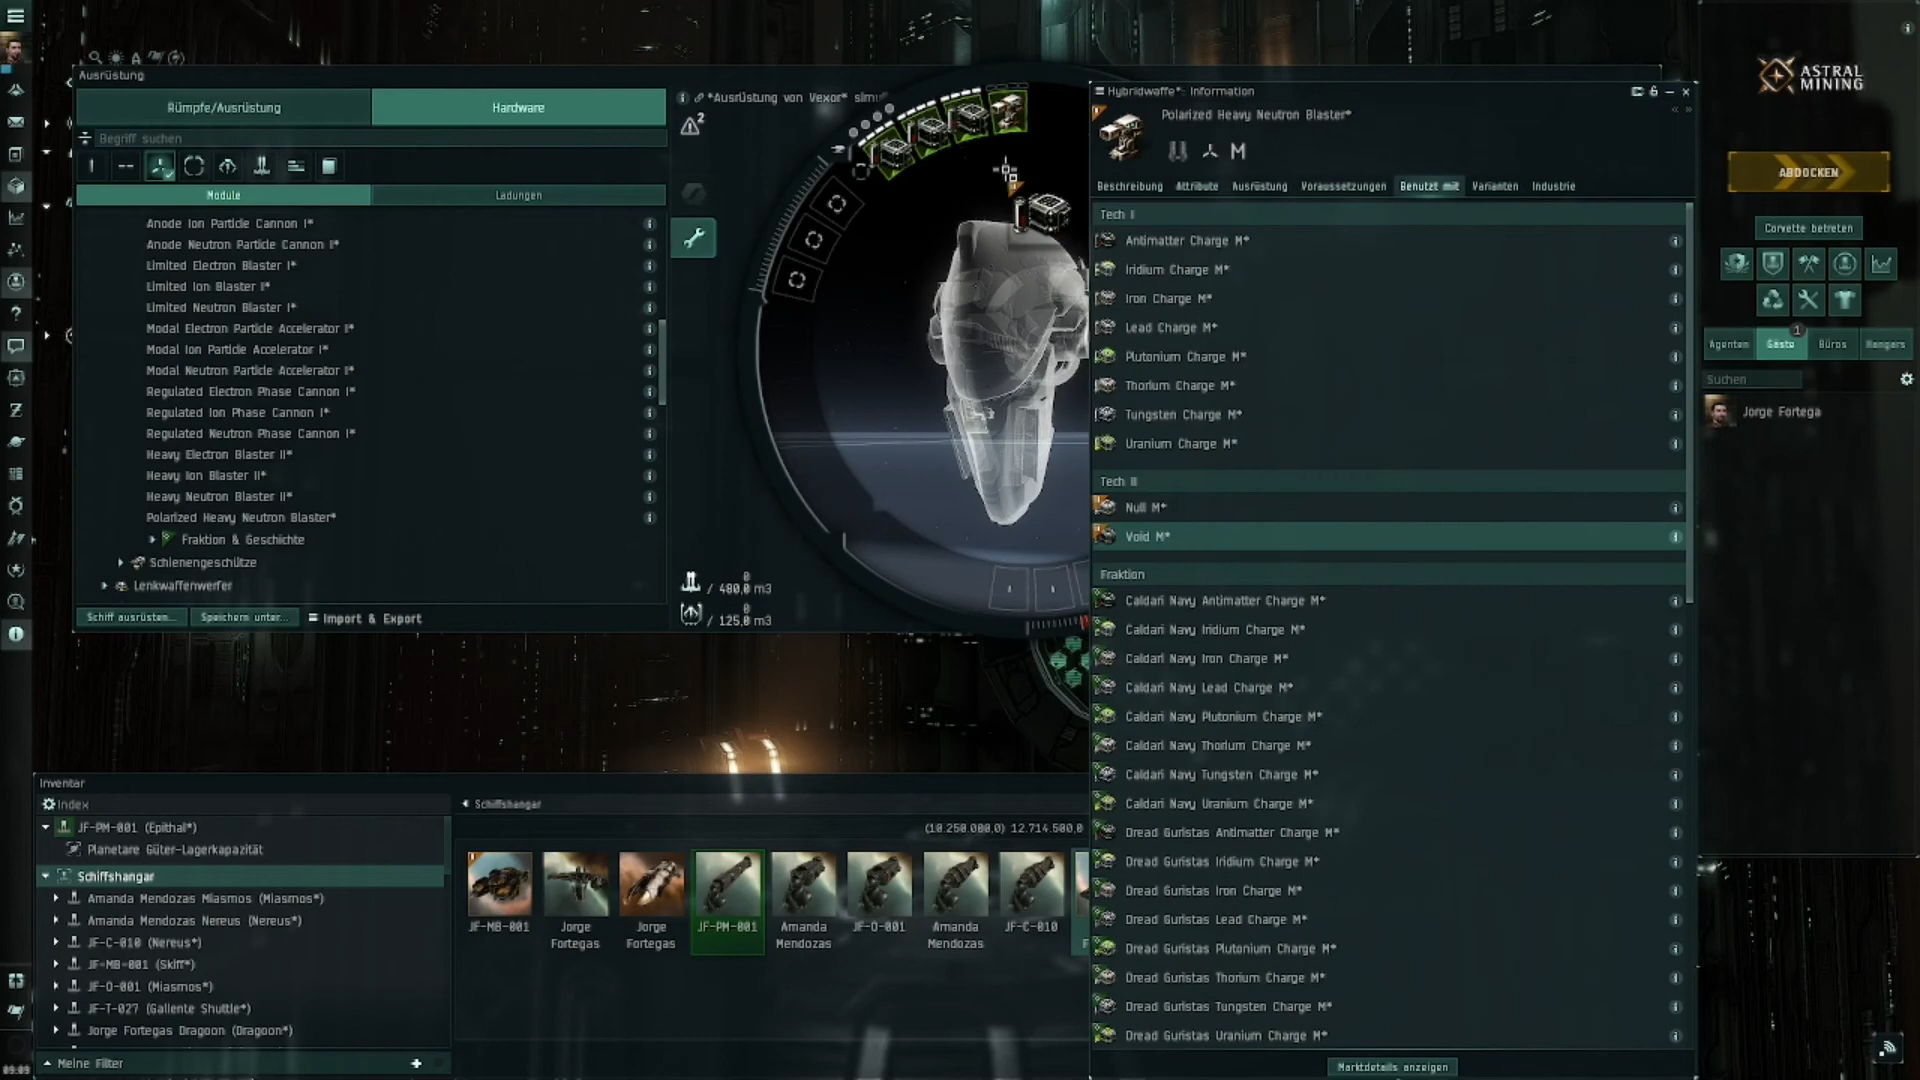 Ausrüstung
Rümpfe/Ausrüstung
Hardware
Begriff suchen
Module
Ladungen
Anode Ion Particle Cannon I*
Anode Neutron Particle Cannon I*
Limited Electron Blaster I*
Limited Ion Blaster I*
Limited Neutron Blaster I*
Modal Electron Particle Accelerator I*
Modal Ion Particle Accelerator I*
Modal Neutron Particle Accelerator I*
Regulated Electron Phase Cannon I*
Regulated Ion Phase Cannon I*
Regulated Neutron Phase Cannon I*
Heavy Electron Blaster II*
Heavy Ion Blaster II*
Heavy Neutron Blaster II*
Polarized Heavy Neutron Blaster*
Fraktion & Geschichte
Schienengeschütze
Lenkwaffenwerfer
Schiff ausrüsten...
Speichern unter...
Import & Export
*Ausrüstung von Vexor* simu
2
0
/ 480,0 m3
0
/ 125,0 m3
Hybridwaffe*: Information
Polarized Heavy Neutron Blaster*
M
Beschreibung
Attribute
Ausrüstung
Voraussetzungen
Benutzt mit
Varianten
Industrie
Tech I
Antimatter Charge M*
Iridium Charge M*
Iron Charge M*
Lead Charge M*
Plutonium Charge M*
Thorium Charge M*
Tungsten Charge M*
Uranium Charge M*
Tech II
Null M*
Void M*
Fraktion
Caldari Navy Antimatter Charge M*
Caldari Navy Iridium Charge M*
Caldari Navy Iron Charge M*
Caldari Navy Lead Charge M*
Caldari Navy Plutonium Charge M*
Caldari Navy Thorium Charge M*
Caldari Navy Tungsten Charge M*
Caldari Navy Uranium Charge M*
Dread Guristas Antimatter Charge M*
Dread Guristas Iridium Charge M*
Dread Guristas Iron Charge M*
Dread Guristas Lead Charge M*
Dread Guristas Plutonium Charge M*
Dread Guristas Thorium Charge M*
Dread Guristas Tungsten Charge M*
Dread Guristas Uranium Charge M*
Marktdetails anzeigen
ASTRAL
MINING
ABDOCKEN
Corvette betreten
Agenten
Gäste
1
Büros
Hangars
Suchen
Jorge Fortega
Inventar
Index
JF-PM-001 (Epithal*)
Planetare Güter-Lagerkapazität
Schiffshangar
Amanda Mendozas Miasmos (Miasmos*)
Amanda Mendozas Nereus (Nereus*)
JF-C-010 (Nereus*)
JF-MB-001 (Skiff*)
JF-O-001 (Miasmos*)
JF-T-027 (Gallente Shuttle*)
Jorge Fortegas Dragoon (Dragoon*)
Meine Filter
Schiffshangar
(10.250.000,0) 12.714.500,0
JF-MB-001
Jorge
Fortegas
Jorge
Fortegas
JF-PM-001
Amanda
Mendozas
JF-O-001
Amanda
Mendozas
JF-C-010
09:09